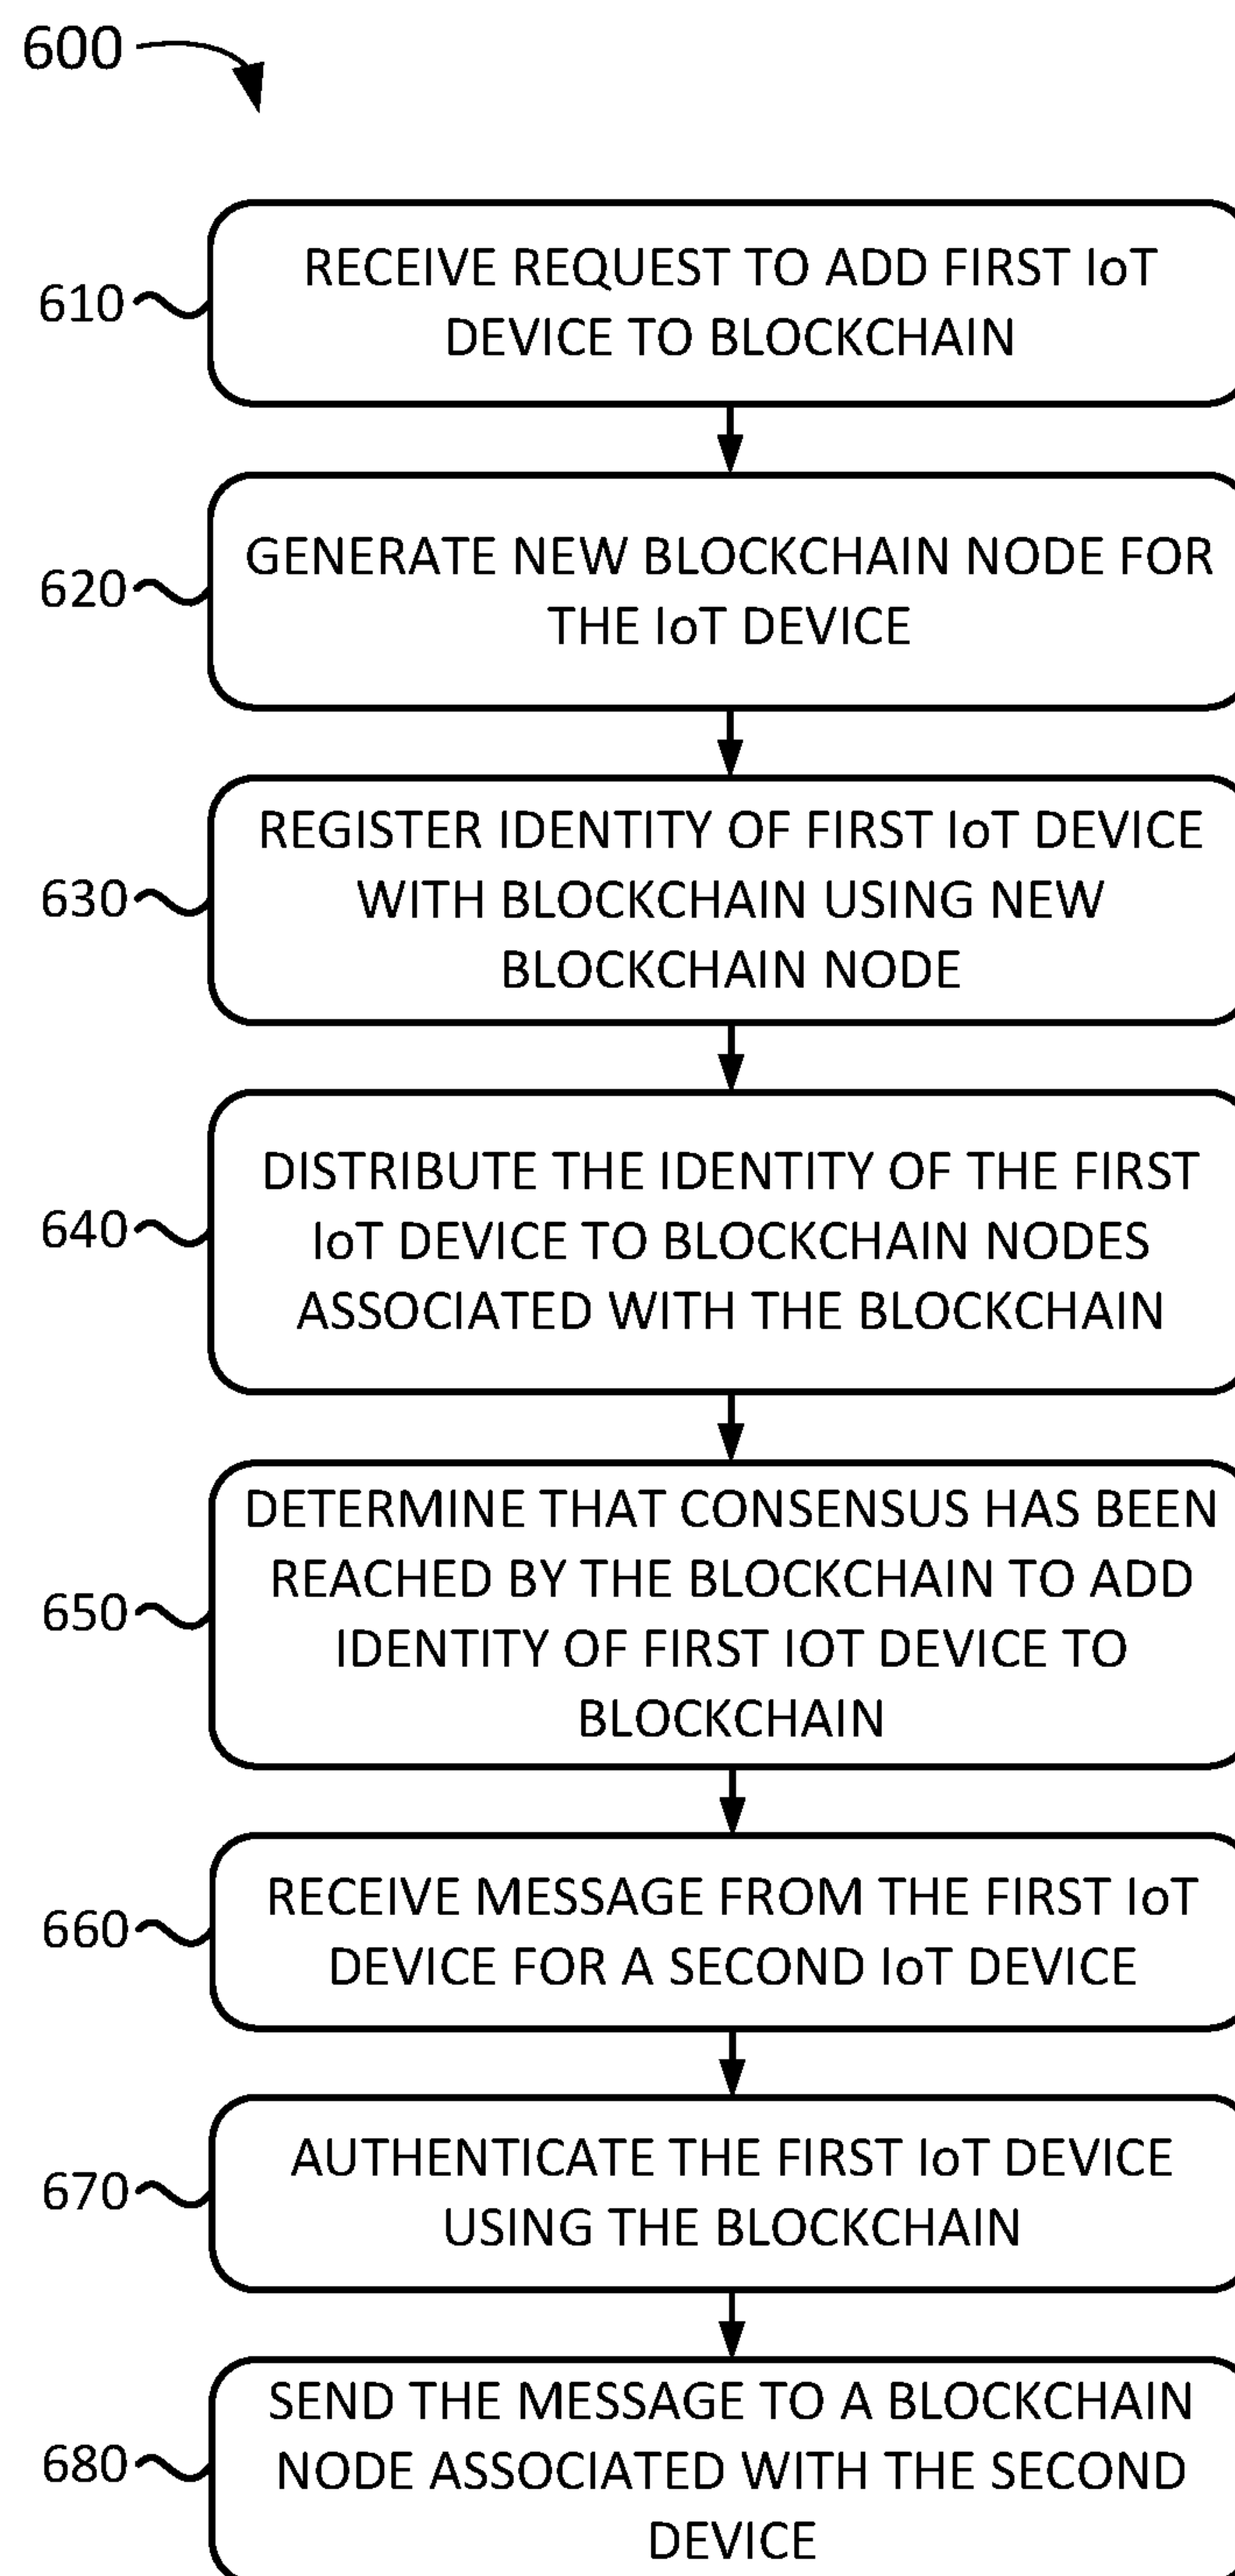 600
610
RECEIVE REQUEST TO ADD FIRST IoT
DEVICE TO BLOCKCHAIN
620
GENERATE NEW BLOCKCHAIN NODE FOR
THE IoT DEVICE
630
REGISTER IDENTITY OF FIRST IoT DEVICE
WITH BLOCKCHAIN USING NEW
BLOCKCHAIN NODE
640
DISTRIBUTE THE IDENTITY OF THE FIRST
IoT DEVICE TO BLOCKCHAIN NODES
ASSOCIATED WITH THE BLOCKCHAIN
650
DETERMINE THAT CONSENSUS HAS BEEN
REACHED BY THE BLOCKCHAIN TO ADD
IDENTITY OF FIRST IOT DEVICE TO
BLOCKCHAIN
660
RECEIVE MESSAGE FROM THE FIRST IoT
DEVICE FOR A SECOND IoT DEVICE
670
AUTHENTICATE THE FIRST IoT DEVICE
USING THE BLOCKCHAIN
680
SEND THE MESSAGE TO A BLOCKCHAIN
NODE ASSOCIATED WITH THE SECOND
DEVICE